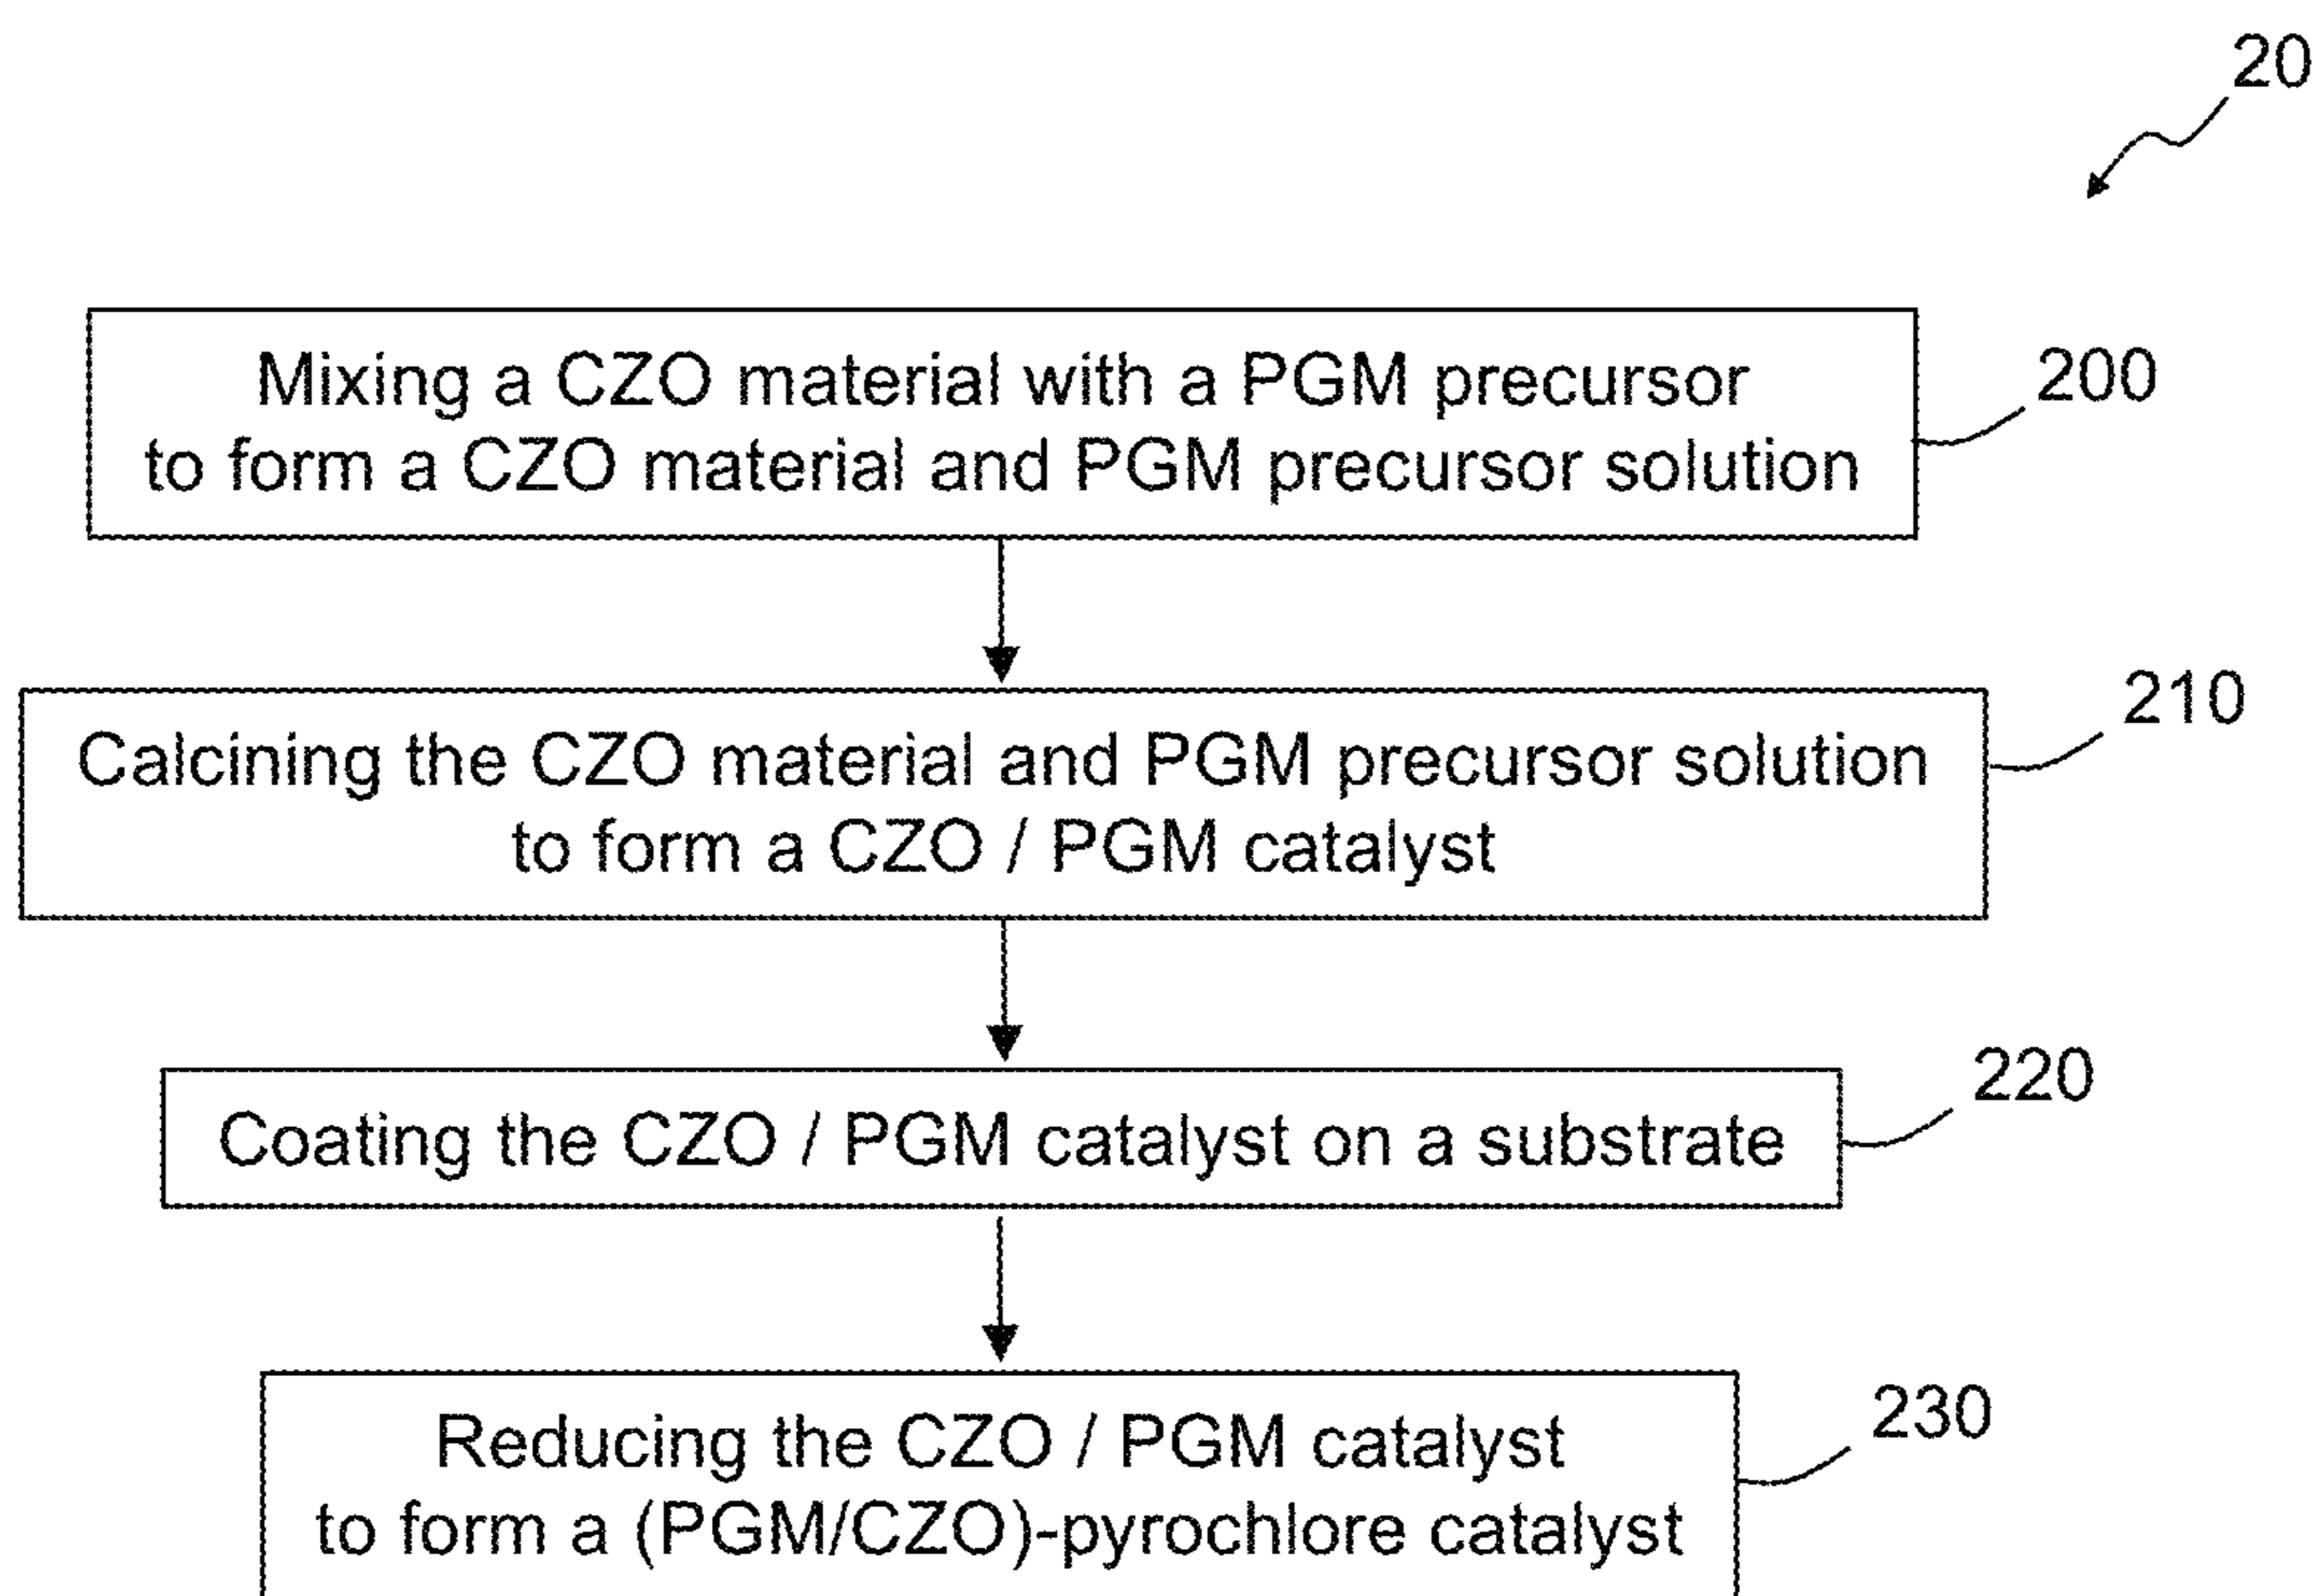 20
Mixing a CZO material with a PGM precursor
to form a CZO material and PGM precursor solution
200
Calcining the CZO material and PGM precursor solution
to form a CZO / PGM catalyst
210
Coating the CZO / PGM catalyst on a substrate
220
Reducing the CZO / PGM catalyst
to form a (PGM/CZO)-pyrochlore catalyst
230